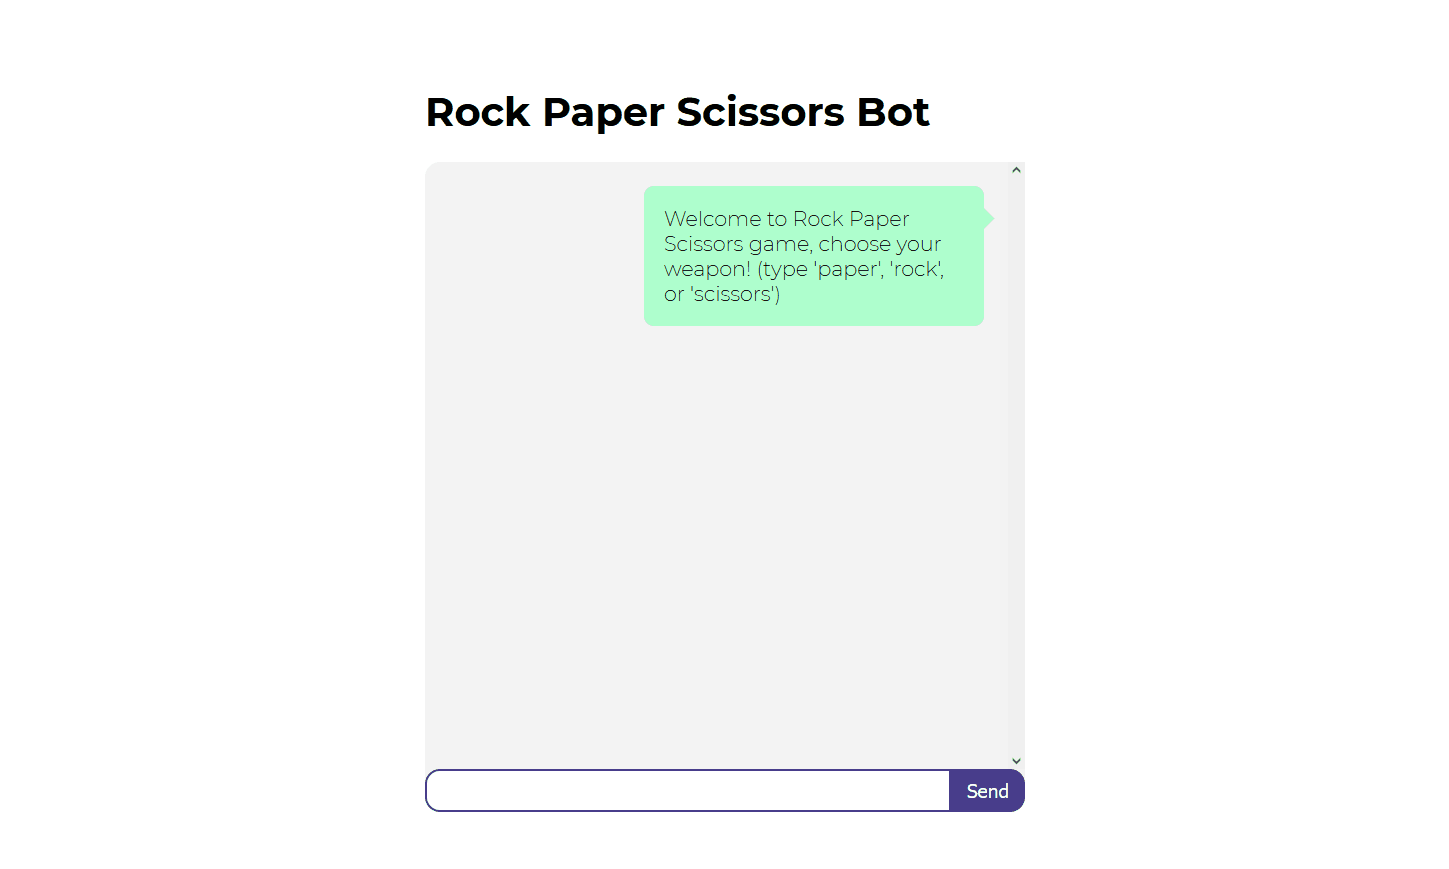 Rock Paper Scissors Bot
Welcome to Rock Paper
Scissors game, choose your
weapon! (type 'paper', 'rock',
or 'scissors')
Send